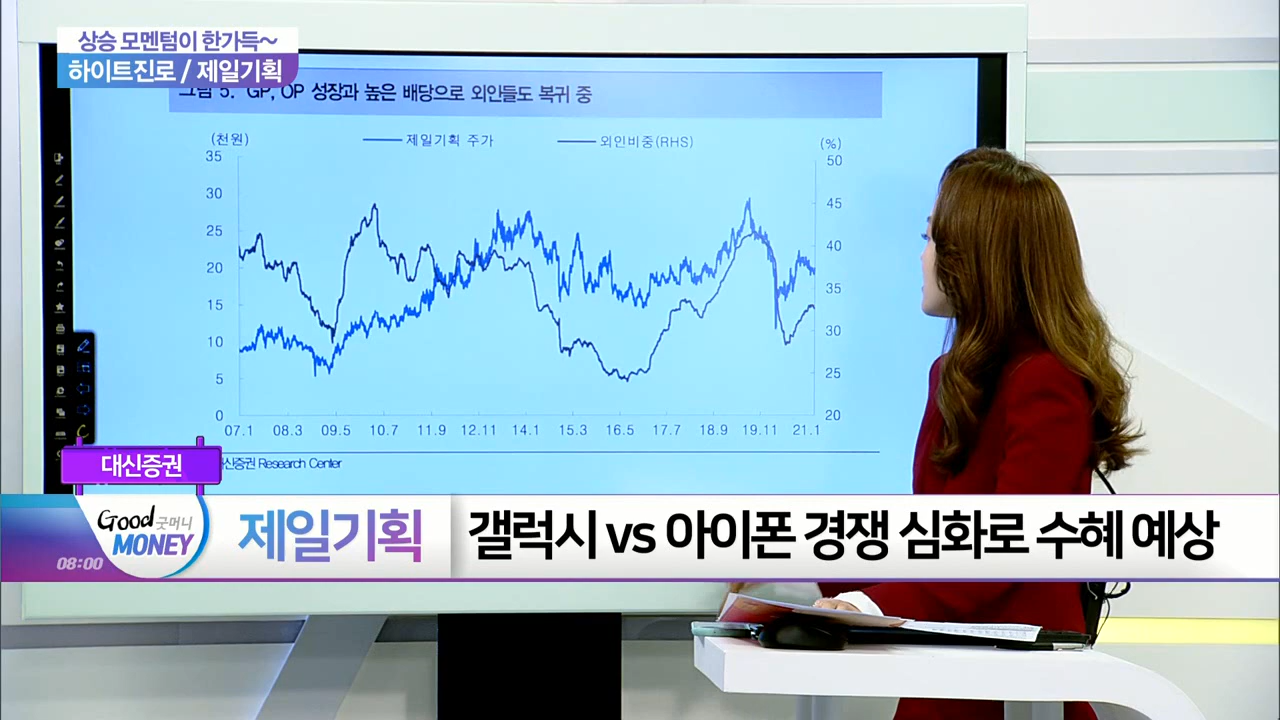 상승 모멘텀이 한가득~
하이트진로 / 제일기획
그림 5. GP, OP 성장과 높은 배당으로 외인들도 복귀 중
(천원)
제일기획 주가
외인비중(RHS)
(%)
35
30
25
20
15
10
5
0
50
45
40
35
30
25
20
07.1 08.3 09.5 10.7 11.9 12.11 14.1 15.3 16.5 17.7 18.9 19.11 21.1
대신증권
신증권 Research Center
Good 굿머니
MONEY
08:00
제일기획
갤럭시 vs 아이폰 경쟁 심화로 수혜 예상